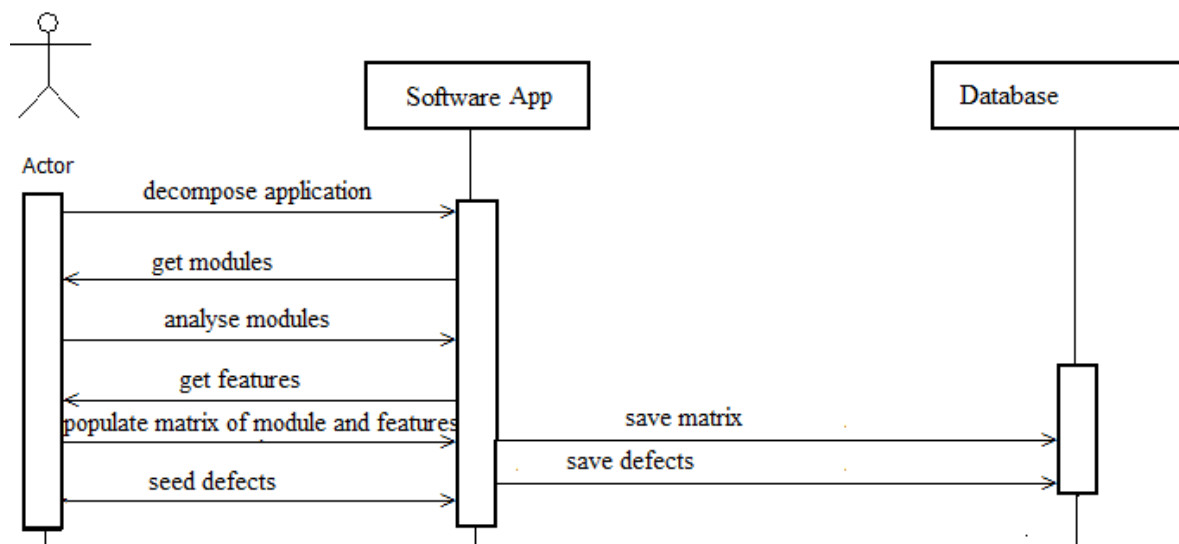 Software App
Database
Actor
decompose application
get modules
analyse modules
get features
populate matrix of module and features
save matrix
save defects
seed defects